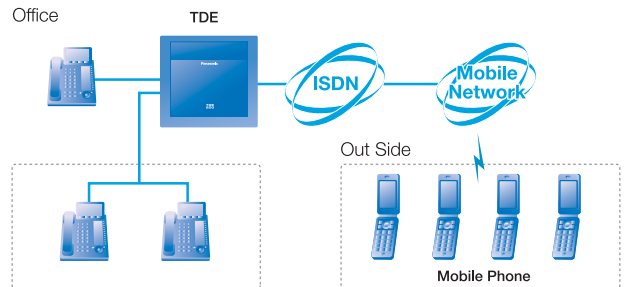 Office
TDE
Panasonic
ISDN
Mobile
Network
Out Side
Mobile Phone